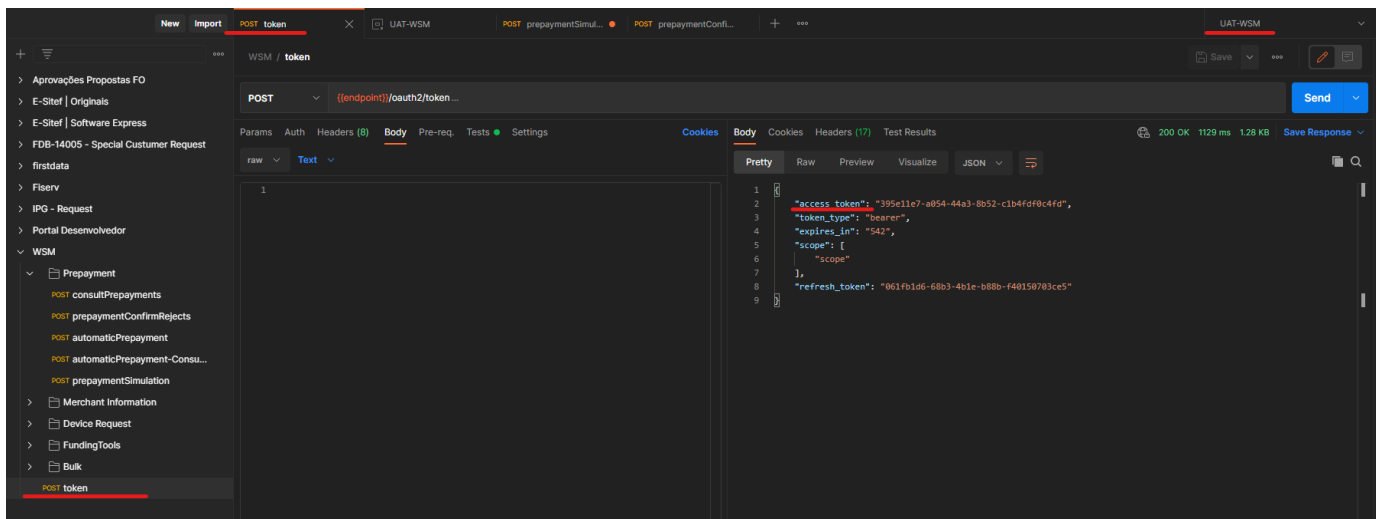 New Import POST token UAT-WSM POST prepaymentSimul... POST prepaymentConfi... UAT-WSM
WSM / token Save
Aprovações Propostas FO
E-Sitef | Originais
E-Sitef | Software Express
FDB-14005 - Special Custumer Request
firstdata
Fiserv
IPG - Request
Portal Desenvolvedor
WSM
Prepayment
POST consultPrepayments
POST prepaymentConfirmRejects
POST automaticPrepayment
POST automaticPrepayment-Consu...
POST prepaymentSimulation
Merchant Information
Device Request
FundingTools
Bulk
POST token
POST {{endpoint}}/oauth2/token ... Send
Params Auth Headers (8) Body Pre-req. Tests Settings Cookies
raw Text
1
Body Cookies Headers (17) Test Results 200 OK 1129 ms 1.28 KB Save Response
Pretty Raw Preview Visualize JSON
1 {
2 "access_token": "395e11e7-a054-44a3-8b52-c1b4fdf0c4fd",
3 "token_type": "bearer",
4 "expires_in": "542",
5 "scope": [
6 "scope"
7 ],
8 "refresh_token": "061fb1d6-68b3-4b1e-b88b-f40150703ce5"
9 }